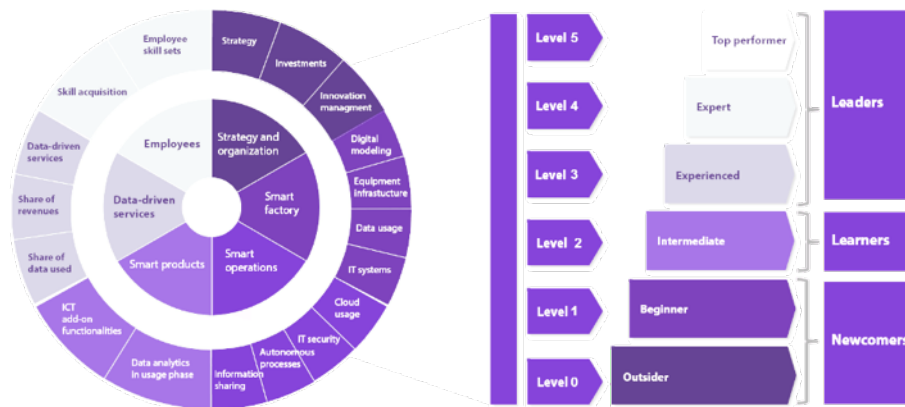 Employee
skill sets
Strategy
Investments
Innovation
managment
Digital
modeling
Equipment
infrastucture
Data usage
IT systems
Cloud
usage
IT security
Autonomous
processes
Information
sharing
Data analytics
in usage phase
ICT
add-on
functionalities
Share of
data used
Share of
revenues
Data-driven
services
Skill acquisition
Employees
Strategy and
organization
Smart
factory
Smart
operations
Smart products
Data-driven
services
Level 5
Top performer
Level 4
Expert
Leaders
Level 3
Experienced
Level 2
Intermediate
Learners
Level 1
Beginner
Newcomers
Level 0
Outsider